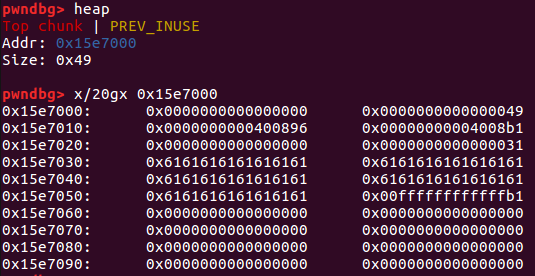 pwndbg> heap
Top chunk | PREV_INUSE
Addr: 0x15e7000
Size: 0x49
pwndbg> x/20gx 0x15e7000
0x15e7000: 0x0000000000000000 0x0000000000000049
0x15e7010: 0x0000000000400896 0x00000000004008b1
0x15e7020: 0x0000000000000000 0x0000000000000031
0x15e7030: 0x6161616161616161 0x6161616161616161
0x15e7040: 0x6161616161616161 0x6161616161616161
0x15e7050: 0x6161616161616161 0x00ffffffffffffb1
0x15e7060: 0x0000000000000000 0x0000000000000000
0x15e7070: 0x0000000000000000 0x0000000000000000
0x15e7080: 0x0000000000000000 0x0000000000000000
0x15e7090: 0x0000000000000000 0x0000000000000000